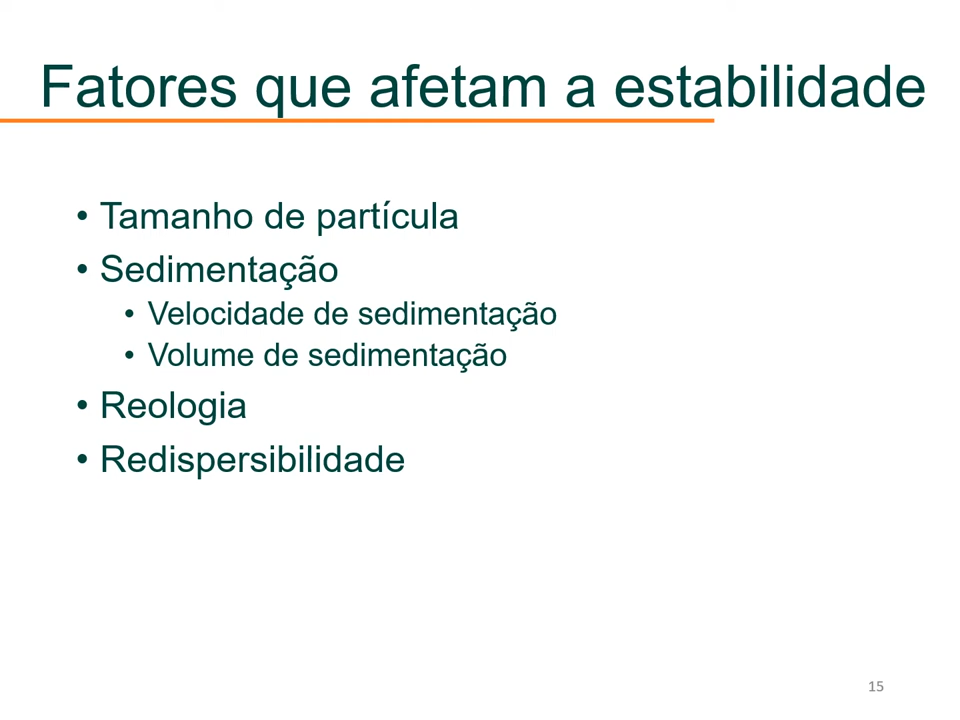 Fatores que afetam a estabilidade
• Tamanho de partícula
• Sedimentação
• Velocidade de sedimentação
• Volume de sedimentação
• Reologia
• Redispersibilidade
15